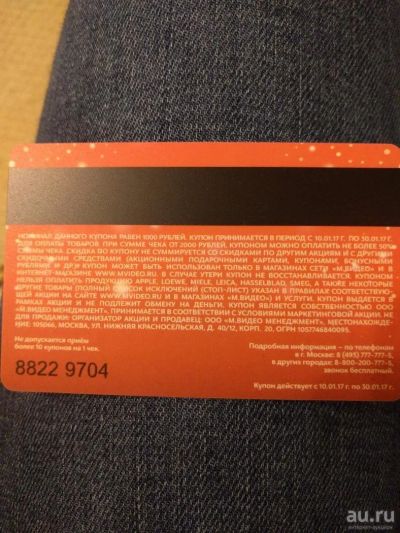 НОМИНАЛ ДАННОГО КУПОНА РАВЕН 1000 РУБЛЕЙ. КУПОН ПРИНИМАЕТСЯ В ПЕРИОД С 10.01.17 Г. ПО 30.01.17 Г.
ДЛЯ ОПЛАТЫ ТОВАРОВ. ПРИ СУММЕ ЧЕКА ОТ 2000 РУБЛЕЙ. КУПОНОМ МОЖНО ОПЛАТИТЬ НЕ БОЛЕЕ 50%
СУММЫ ЧЕКА. СКИДКА ПО КУПОНУ НЕ СУММИРУЕТСЯ СО СКИДКАМИ ПО ДРУГИМ АКЦИЯМ И С ДРУГИМИ
СКИДОЧНЫМИ СРЕДСТВАМИ (АКЦИОННЫМИ ПОДАРОЧНЫМИ КАРТАМИ, КУПОНАМИ, БОНУСНЫМИ
РУБЛЯМИ И ДР.) КУПОН МОЖЕТ БЫТЬ ИСПОЛЬЗОВАН ТОЛЬКО В МАГАЗИНАХ СЕТИ «М.ВИДЕО» И В
ИНТЕРНЕТ-МАГАЗИНЕ WWW.MVIDEO.RU. В СЛУЧАЕ УТЕРИ КУПОН НЕ ВОССТАНАВЛИВАЕТСЯ. КУПОНОМ
НЕЛЬЗЯ ОПЛАТИТЬ ПРОДУКЦИЮ APPLE, LOEWE, MIELE, LEICA, HASSELBLAD, SMEG, А ТАКЖЕ НЕКОТОРЫЕ
ДРУГИЕ ТОВАРЫ (ПОЛНЫЙ СПИСОК ИСКЛЮЧЕНИЙ (СТОП-ЛИСТ) УКАЗАН В ПРАВИЛАХ СООТВЕТСТВУЮ-
ЩЕЙ АКЦИИ НА САЙТЕ WWW.MVIDEO.RU И В МАГАЗИНАХ «М.ВИДЕО») И УСЛУГИ. КУПОН ВЫДАЕТСЯ В
РАМКАХ АКЦИИ И НЕ ПОДЛЕЖИТ ОБМЕНУ НА ДЕНЬГИ. КУПОН ЯВЛЯЕТСЯ СОБСТВЕННОСТЬЮ ООО
«М.ВИДЕО МЕНЕДЖМЕНТ», ПРИНИМАЕТСЯ В СООТВЕТСТВИИ С УСЛОВИЯМИ МАРКЕТИНГОВОЙ АКЦИИ. НЕ
ДЛЯ ПРОДАЖИ: ОРГАНИЗАТОР АКЦИИ И ПРОДАВЕЦ: ООО «М.ВИДЕО МЕНЕДЖМЕНТ», МЕСТОНАХОЖДЕ-
НИЕ: 105066, МОСКВА, УЛ. НИЖНЯЯ КРАСНОСЕЛЬСКАЯ, Д. 40/12, КОРП. 20, ОГРН 1057746840095.
Не допускается приём
более 10 купонов на 1 чек.
Подробная информация – по телефонам
в г. Москве: 8 (495) 777-777-5,
в других городах: 8-800-200-777-5,
звонок бесплатный.
8822 9704
Купон действует с 10.01.17 г по 30.01.17 г.
au.ru
интернет-аукцион